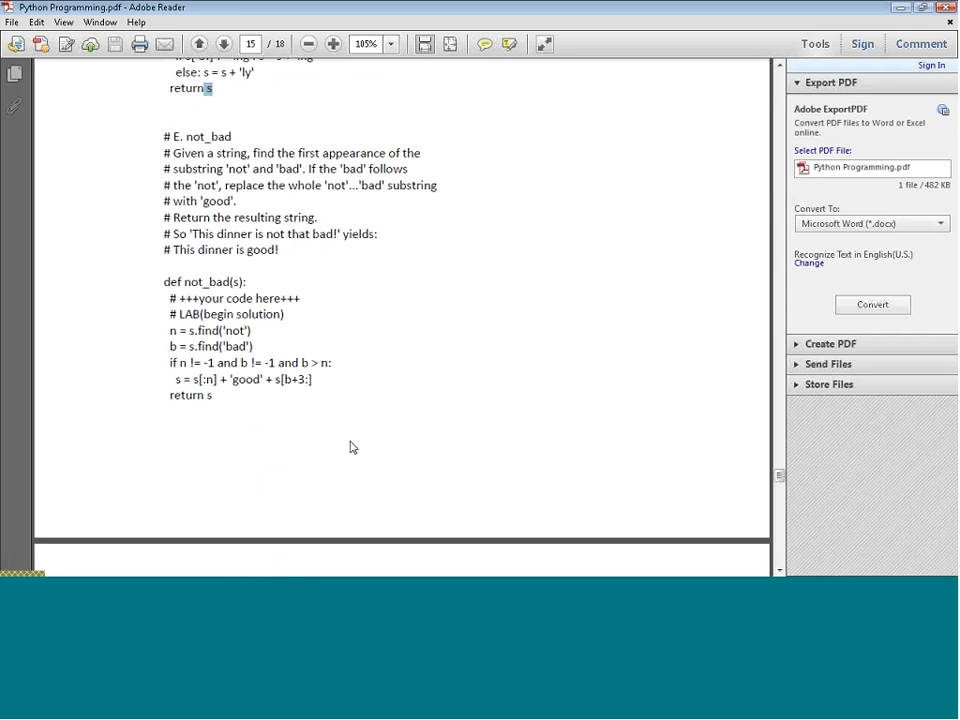 Python Programming.pdf - Adobe Reader
File Edit View Window Help
15 / 18 105% Tools Sign Comment
Sign In
else: s = s + 'ly'
return s
# E. not_bad
# Given a string, find the first appearance of the
# substring 'not' and 'bad'. If the 'bad' follows
# the 'not', replace the whole 'not'...'bad' substring
# with 'good'.
# Return the resulting string.
# So 'This dinner is not that bad!' yields:
# This dinner is good!
def not_bad(s):
# +++your code here+++
# LAB(begin solution)
n = s.find('not')
b = s.find('bad')
if n != -1 and b != -1 and b > n:
s = s[:n] + 'good' + s[b+3:]
return s
Export PDF
Adobe ExportPDF
Convert PDF files to Word or Excel
online.
Select PDF File:
Python Programming.pdf
1 file / 482 KB
Convert To:
Microsoft Word (*.docx)
Recognize Text in English(U.S.)
Change
Convert
Create PDF
Send Files
Store Files